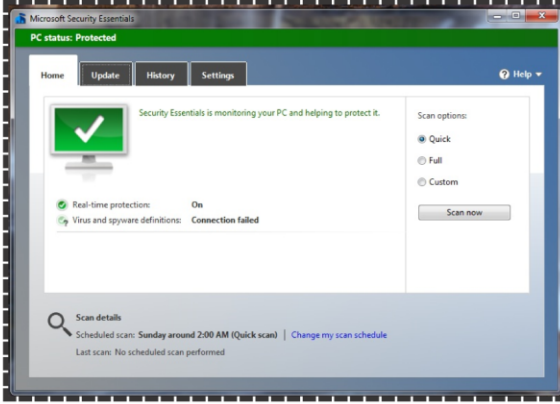 Microsoft Security Essentials
PC status: Protected
Home Update History Settings Help
Security Essentials is monitoring your PC and helping to protect it.
Real-time protection: On
Virus and spyware definitions: Connection failed
Scan options:
Quick
Full
Custom
Scan now
Scan details
Scheduled scan: Sunday around 2:00 AM (Quick scan) | Change my scan schedule
Last scan: No scheduled scan performed